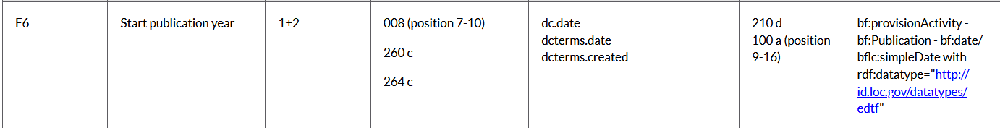 F6
Start publication year
1+2
008 (position 7-10)
260 c
264 c
dc.date
dcterms.date
dcterms.created
210 d
100 a (position
9-16)
bf:provisionActivity -
bf:Publication - bf:date/
bflc:simpleDate with
rdf:datatype="http://
id.loc.gov/datatypes/
edtf"